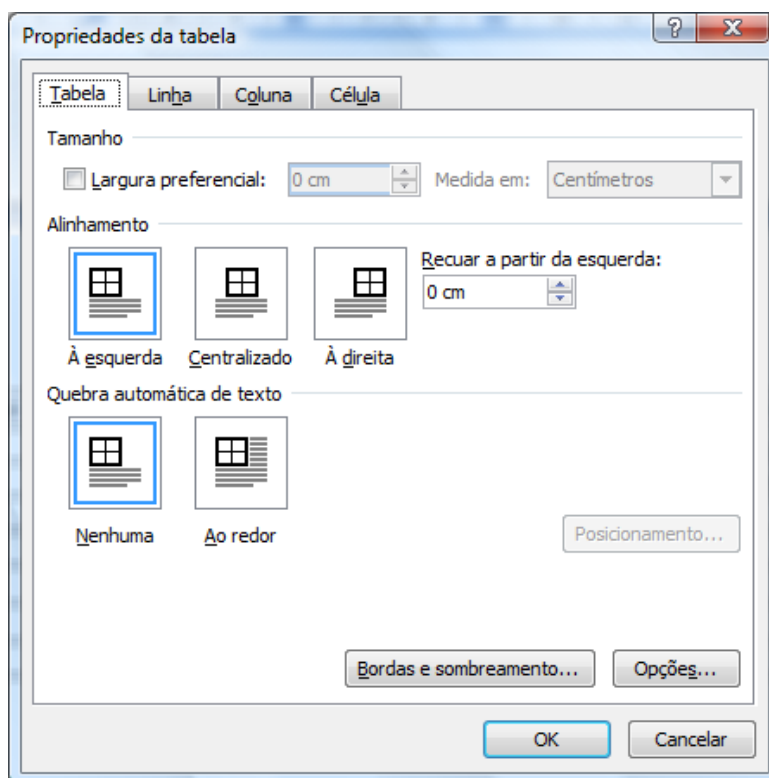 Propriedades da tabela
Tabela Linha Coluna Célula
Tamanho
Largura preferencial: 0 cm Medida em: Centímetros
Alinhamento
Recuar a partir da esquerda:
0 cm
À esquerda Centralizado À direita
Quebra automática de texto
Nenhuma Ao redor
Posicionamento...
Bordas e sombreamento... Opções...
OK Cancelar